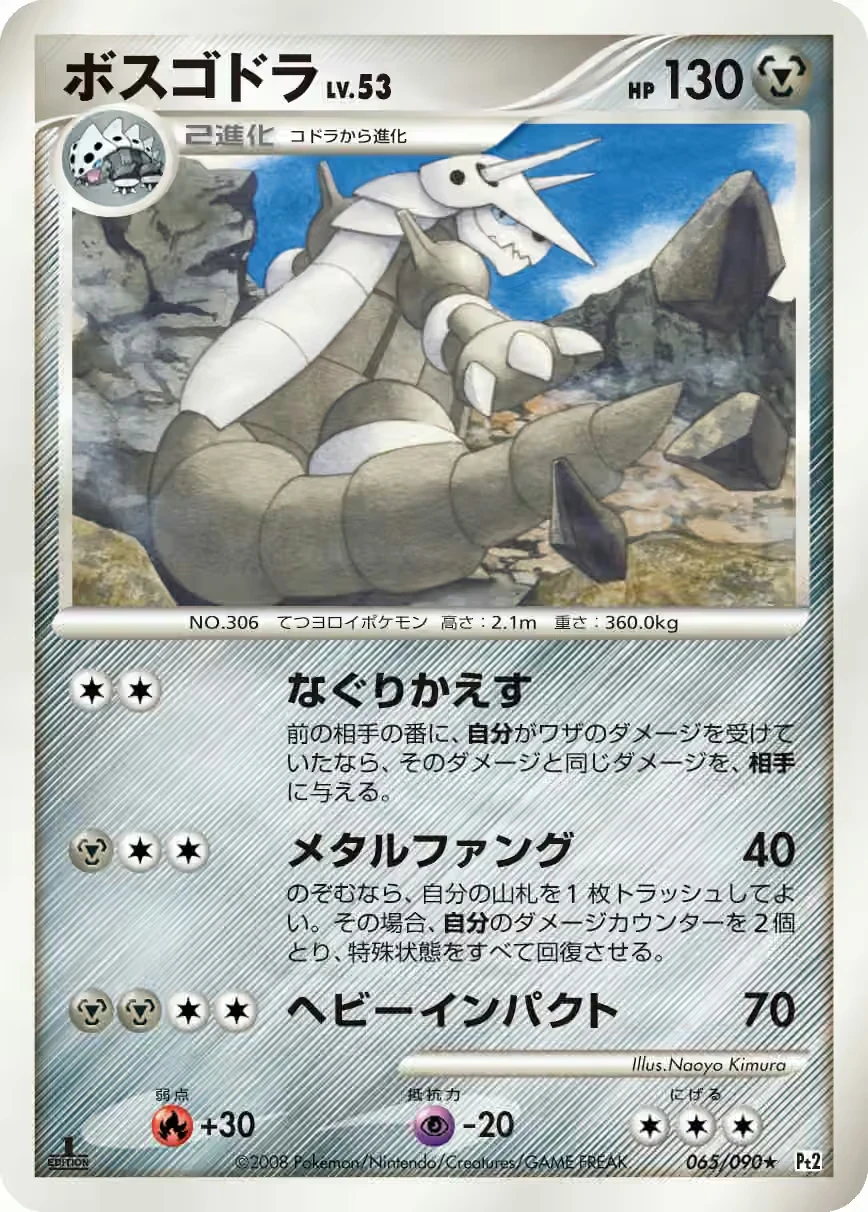 ボスゴドラ LV.53 HP 130
2進化 コドラから進化
NO.306 てつヨロイポケモン 高さ:2.1m 重さ:360.0kg
なぐりかえす
前の相手の番に、自分がワザのダメージを受けて
いたなら、そのダメージと同じダメージを、相手
に与える。
メタルファング 40
のぞむなら、自分の山札を1枚トラッシュしてよ
い。その場合、自分のダメージカウンターを2個
とり、特殊状態をすべて回復させる。
ヘビーインパクト 70
Illus.Naoyo Kimura
弱点 抵抗力 にげる
+30 -20
1 EDITION ©2008 Pokémon/Nintendo/Creatures/GAME FREAK. 065/090★ Pt2